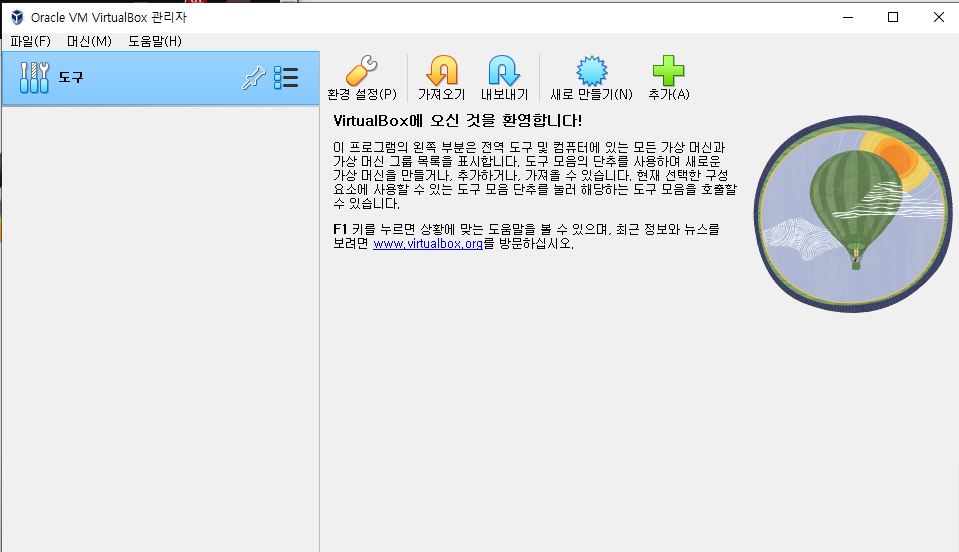 Oracle VM VirtualBox 관리자
파일(F) 머신(M) 도움말(H)
도구
환경 설정(P) 가져오기 내보내기 새로 만들기(N) 추가(A)
VirtualBox에 오신 것을 환영합니다!
이 프로그램의 왼쪽 부분은 전역 도구 및 컴퓨터에 있는 모든 가상 머신과
가상 머신 그룹 목록을 표시합니다. 도구 모음의 단추를 사용하여 새로운
가상 머신을 만들거나, 추가하거나, 가져올 수 있습니다. 현재 선택한 구성
요소에 사용할 수 있는 도구 모음 단추를 눌러 해당하는 도구 모음을 호출할
수 있습니다.
F1 키를 누르면 상황에 맞는 도움말을 볼 수 있으며, 최근 정보와 뉴스를
보려면 www.virtualbox.org를 방문하십시오.